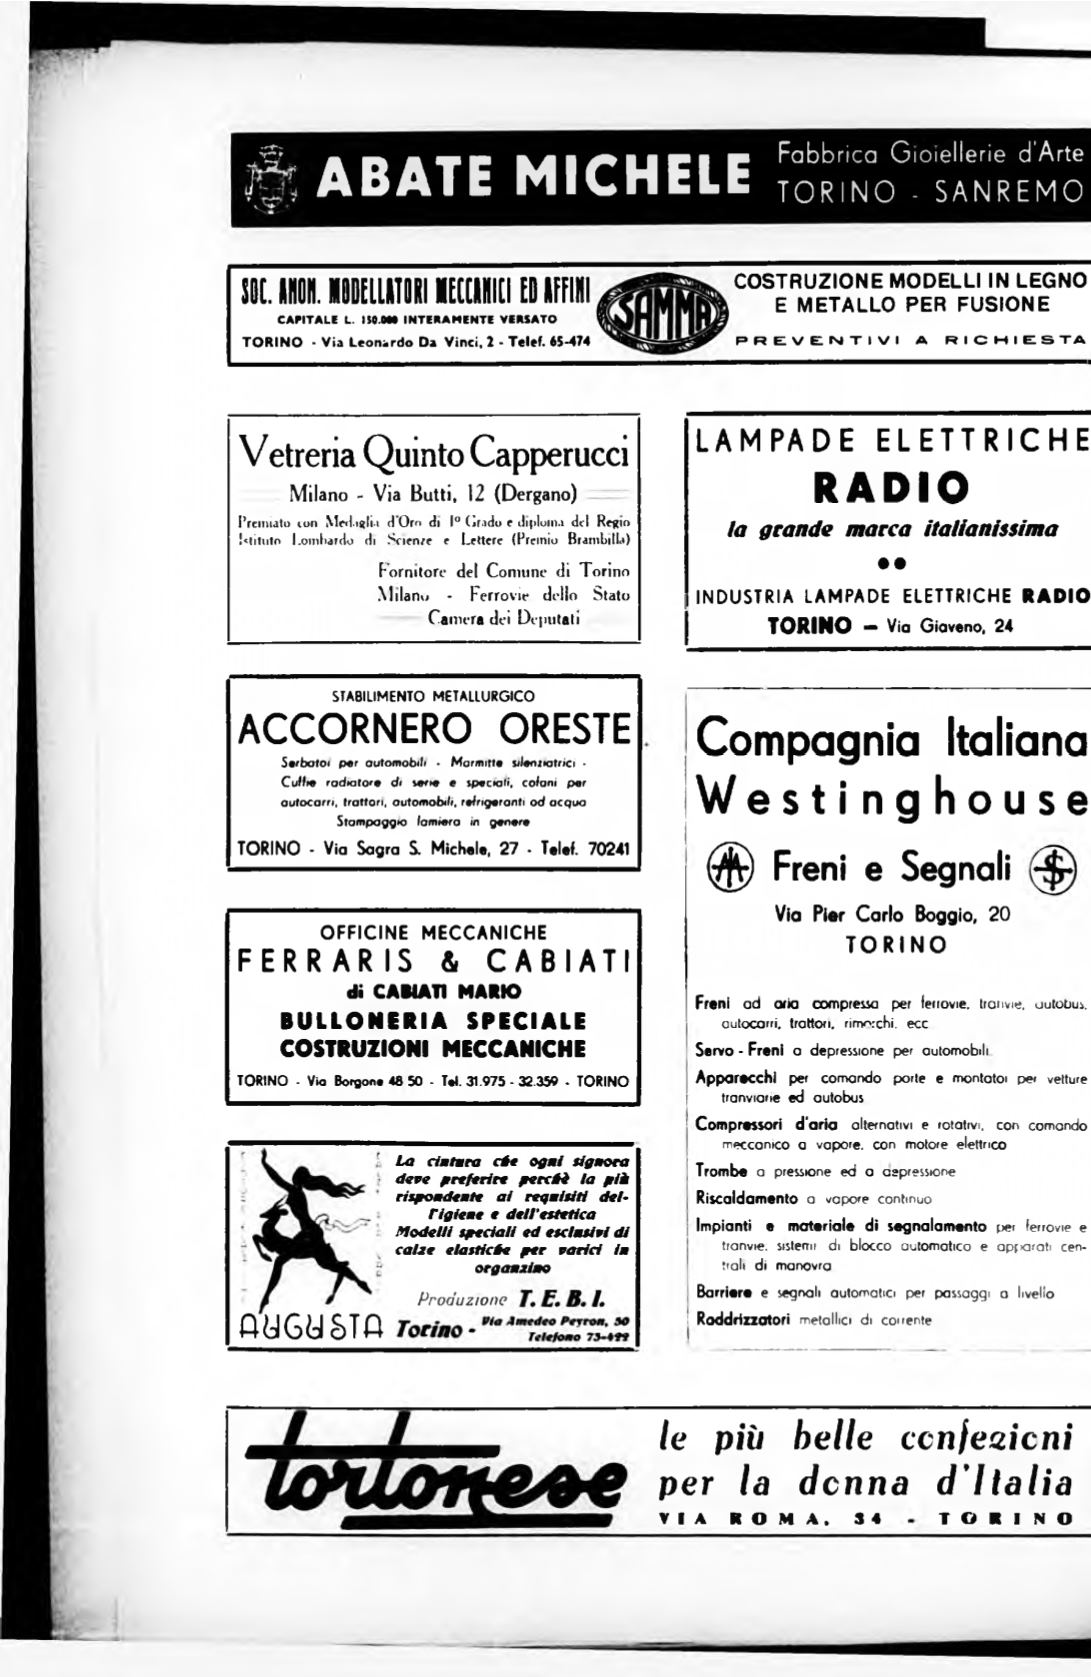 ABATE MICHELE
Fabbrica Gioiellerie d'Arte
TORINO - SANREMO
SOC. ANON. MODELLATORI MECCANICI ED AFFINI
CAPITALE L. 150.000 INTERAMENTE VERSATO
TORINO - Via Leonardo Da Vinci, 2 - Telef. 65-474
SAMMA
COSTRUZIONE MODELLI IN LEGNO
E METALLO PER FUSIONE
PREVENTIVI A RICHIESTA
Vetreria Quinto Capperucci
Milano - Via Butti, 12 (Dergano)
Premiato con Medaglia d'Oro di 1º Grado e diploma del Regio
Istituto Lombardo di Scienze e Lettere (Premio Brambilla)
Fornitore del Comune di Torino
Milano - Ferrovie dello Stato
Camera dei Deputati
LAMPADE ELETTRICHE
RADIO
la grande marca italianissima
INDUSTRIA LAMPADE ELETTRICHE RADIO
TORINO — Via Giaveno, 24
STABILIMENTO METALLURGICO
ACCORNERO ORESTE
Serbatoi per automobili - Marmitte silenziatrici -
Cuffie radiatore di serie e speciali, cofani per
autocarri, trattori, automobili, refrigeranti ad acqua
Stampaggio lamiera in genere
TORINO - Via Sagra S. Michele, 27 - Telef. 70241
OFFICINE MECCANICHE
FERRARIS & CABIATI
di CABIATI MARIO
BULLONERIA SPECIALE
COSTRUZIONI MECCANICHE
TORINO - Via Borgone 48 50 - Tel. 31.975 - 32.359 - TORINO
La cintura che ogni signora
deve preferire perchè la più
rispondente ai requisiti del-
l'igiene e dell'estetica
Modelli speciali ed esclusivi di
calze elastiche per varici in
organzino
Produzione T. E. B. I.
AUGUSTA
Torino - Via Amedeo Peyron, 30
Telefono 73-422
Compagnia Italiana
Westinghouse
Freni e Segnali
Via Pier Carlo Boggio, 20
TORINO
Freni ad aria compressa per ferrovie, tranvie, autobus,
autocarri, trattori, rimorchi, ecc
Servo - Freni a depressione per automobili.
Apparecchi per comando porte e montatoi per vetture
tranviarie ed autobus
Compressori d'aria alternativi e rotativi, con comando
meccanico a vapore, con motore elettrico
Trombe a pressione ed a depressione
Riscaldamento a vapore continuo
Impianti e materiale di segnalamento per ferrovie e
tranvie, sistemi di blocco automatico e apparati cen-
trali di manovra
Barriere e segnali automatici per passaggi a livello
Raddrizzatori metallici di corrente
tortonese
le più belle confezioni
per la donna d'Italia
VIA ROMA, 34 - TORINO